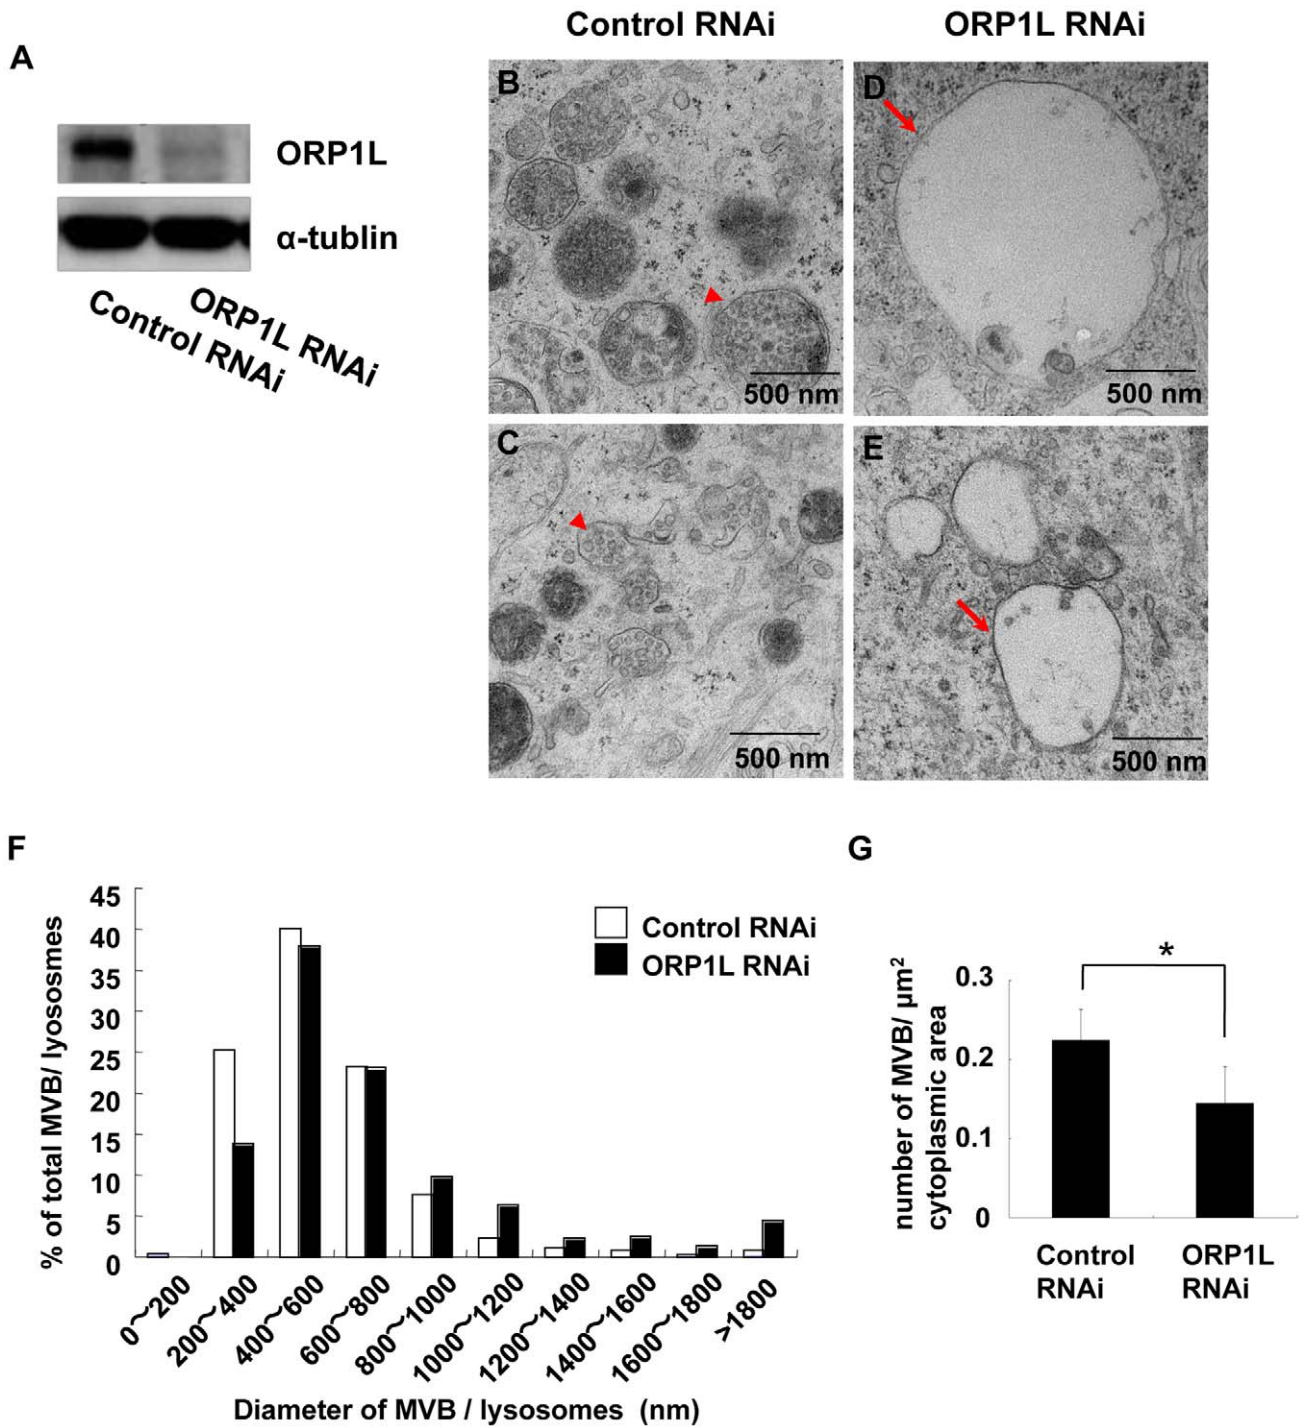 Control RNAi
ORP1L RNAi
A
ORP1L
α-tublin
Control RNAi
ORP1L RNAi
B
500 nm
D
500 nm
C
500 nm
E
500 nm
F
% of total MVB/ lyososmes
45
40
35
30
25
20
15
10
5
0
Control RNAi
ORP1L RNAi
0～200
200～400
400～600
600～800
800～1000
1000～1200
1200～1400
1400～1600
1600～1800
>1800
Diameter of MVB / lysosomes (nm)
G
number of MVB/ μm²
cytoplasmic area
0.3
0.2
0.1
0
*
Control
RNAi
ORP1L
RNAi